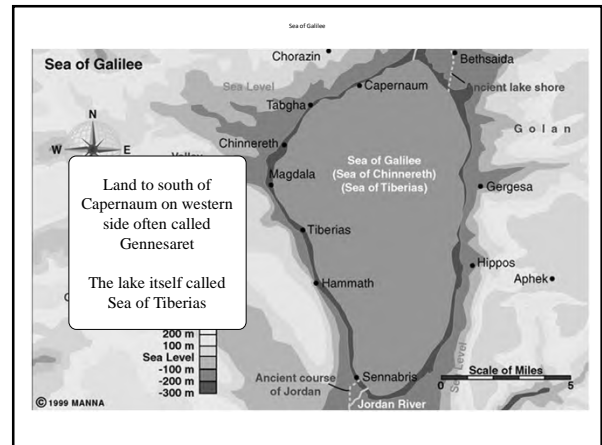 Sea of Galilee
Sea of Galilee
Chorazin
Bethsaida
Sea Level
Capernaum
Ancient lake shore
Tabgha
N
W
E
Golan
Chinnereth
Valley
Sea of Galilee
(Sea of Chinnereth)
(Sea of Tiberias)
Magdala
Gergesa
Land to south of
Capernaum on western
side often called
Gennesaret
The lake itself called
Sea of Tiberias
Tiberias
Hippos
Hammath
Aphek
200 m
100 m
Sea Level
-100 m
-200 m
-300 m
Ancient course
of Jordan
Sennabris
Jordan River
Sea Level
Scale of Miles
0
5
© 1999 MANNA